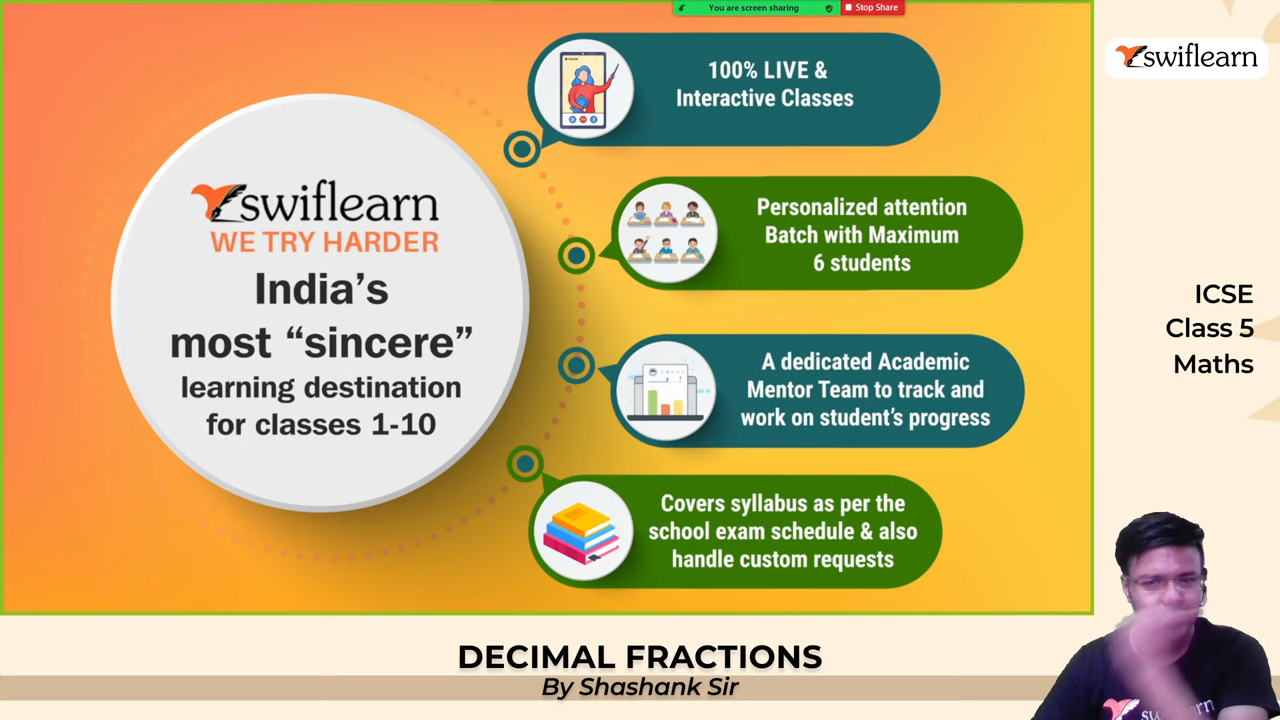 You are screen sharing
Stop Share
swiflearn
100% LIVE &
Interactive Classes
swiflearn
WE TRY HARDER
India’s
most “sincere”
learning destination
for classes 1-10
Personalized attention
Batch with Maximum
6 students
A dedicated Academic
Mentor Team to track and
work on student’s progress
Covers syllabus as per the
school exam schedule & also
handle custom requests
ICSE
Class 5
Maths
DECIMAL FRACTIONS
By Shashank Sir